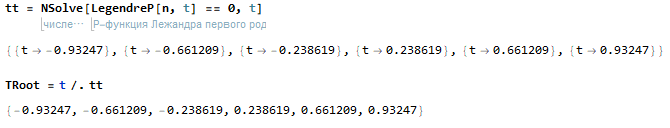 tt = NSolve[LegendreP[n, t] == 0, t]
числе⋯ P-функция Лежандра первого род
{{t → -0.93247}, {t → -0.661209}, {t → -0.238619}, {t → 0.238619}, {t → 0.661209}, {t → 0.93247}}
TRoot = t /. tt
{-0.93247, -0.661209, -0.238619, 0.238619, 0.661209, 0.93247}